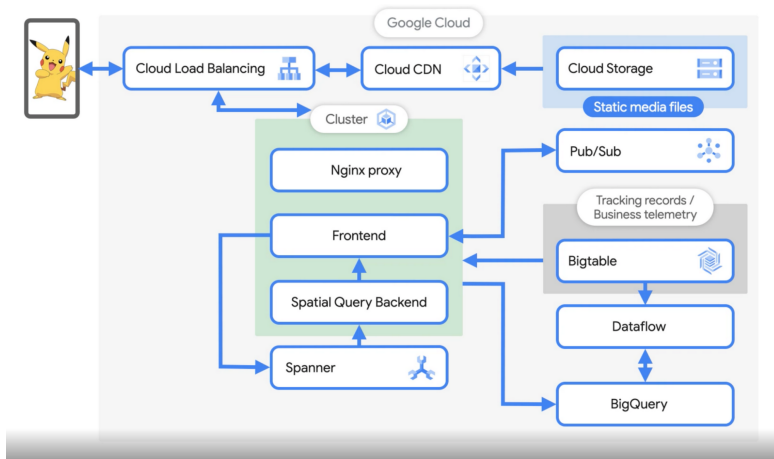 Google Cloud
Cloud Load Balancing
Cloud CDN
Cloud Storage
Static media files
Cluster
Nginx proxy
Pub/Sub
Tracking records /
Business telemetry
Frontend
Bigtable
Spatial Query Backend
Dataflow
Spanner
BigQuery